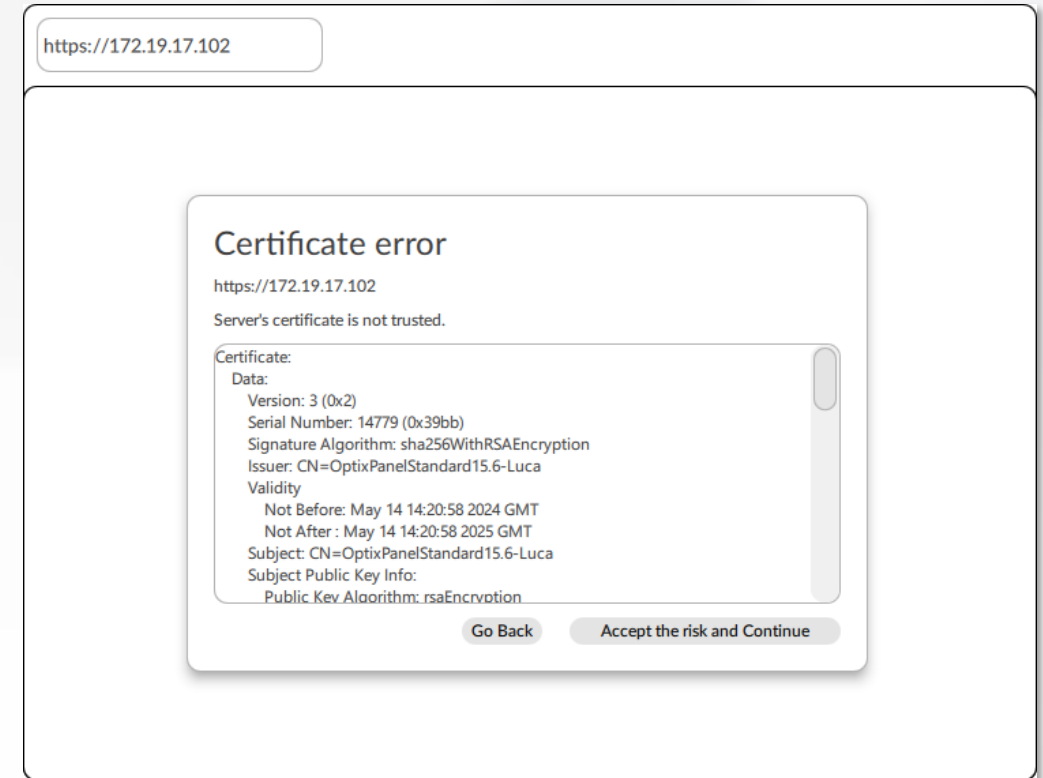 https://172.19.17.102
Certificate error
https://172.19.17.102
Server's certificate is not trusted.
Certificate:
Data:
Version: 3 (0x2)
Serial Number: 14779 (0x39bb)
Signature Algorithm: sha256WithRSAEncryption
Issuer: CN=OptixPanelStandard15.6-Luca
Validity
Not Before: May 14 14:20:58 2024 GMT
Not After : May 14 14:20:58 2025 GMT
Subject: CN=OptixPanelStandard15.6-Luca
Subject Public Key Info:
Public Key Algorithm: rsaEncryption
Go Back Accept the risk and Continue